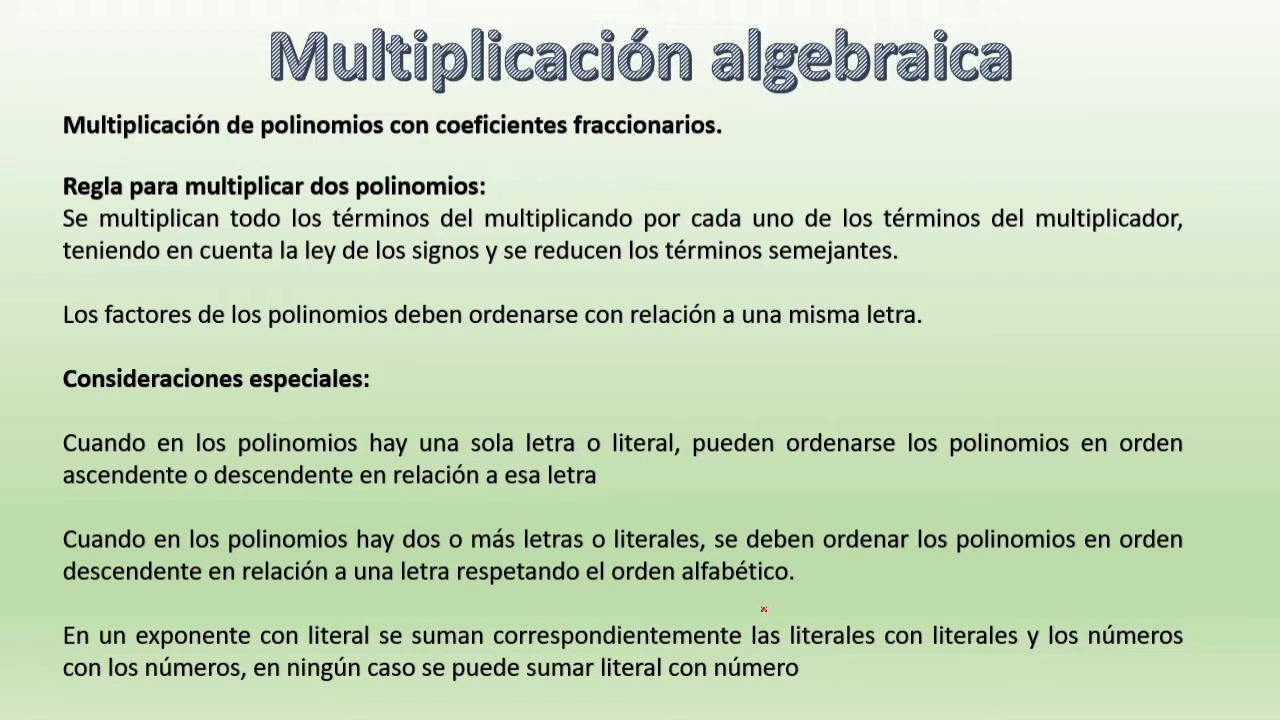 Multiplicación algebraica
Multiplicación de polinomios con coeficientes fraccionarios.
Regla para multiplicar dos polinomios:
Se multiplican todo los términos del multiplicando por cada uno de los términos del multiplicador,
teniendo en cuenta la ley de los signos y se reducen los términos semejantes.
Los factores de los polinomios deben ordenarse con relación a una misma letra.
Consideraciones especiales:
Cuando en los polinomios hay una sola letra o literal, pueden ordenarse los polinomios en orden
ascendente o descendente en relación a esa letra
Cuando en los polinomios hay dos o más letras o literales, se deben ordenar los polinomios en orden
descendente en relación a una letra respetando el orden alfabético.
En un exponente con literal se suman correspondientemente las literales con literales y los números
con los números, en ningún caso se puede sumar literal con número